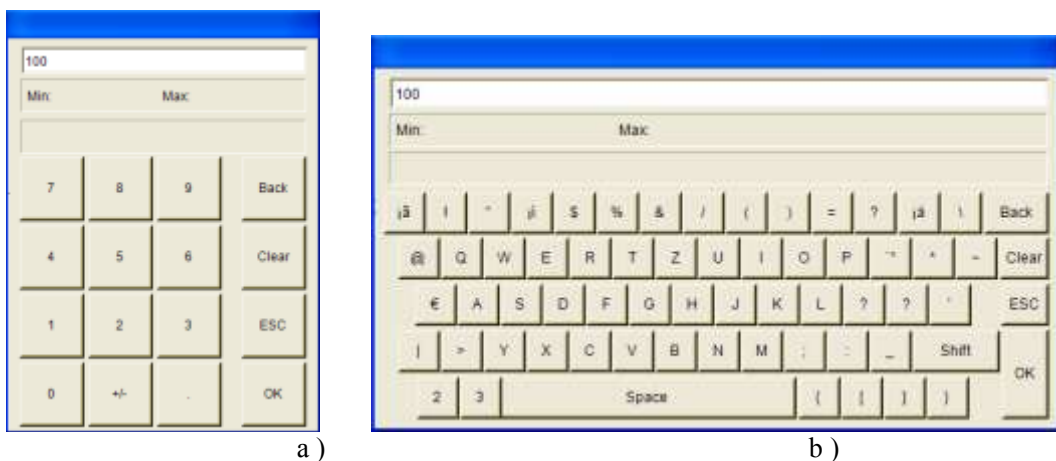 100
Min: Max:
7 8 9 Back
4 5 6 Clear
1 2 3 ESC
0 +/- . OK
a )
100
Min: Max:
$ % & / ( ) = ? \ Back
@ Q W E R T Z U I O P Clear
€ A S D F G H J K L ? ? ' ESC
| > Y X C V B N M ; : _ Shift
2 3 Space { [ ] } OK
b )